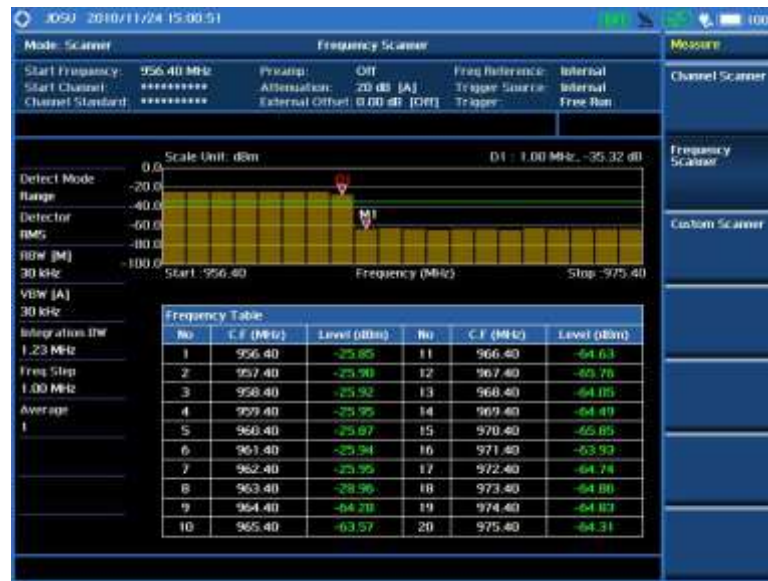 JDSU 2010/11/24 15:00:51
100
Mode: Scanner
Frequency Scanner
Measure
Start Frequency: 956.40 MHz
Preamp: Off
Freq Reference: Internal
Start Channel: **********
Attenuation: 20 dB [A]
Trigger Source: Internal
Channel Standard: **********
External Offset: 0.00 dB [Off]
Trigger: Free Run
Channel Scanner
Frequency Scanner
Custom Scanner
Scale Unit: dBm
D1 : 1.00 MHz, -35.32 dB
0.0
-20.0
-40.0
-60.0
-80.0
-100.0
D1
M1
Start :956.40
Frequency (MHz)
Stop :975.40
Detect Mode
Range
Detector
RMS
RBW [M]
30 kHz
VBW [A]
30 kHz
Integration BW
1.23 MHz
Freq Step
1.00 MHz
Average
1
Frequency Table
No C.F (MHz) Level (dBm) No C.F (MHz) Level (dBm)
1 956.40 -25.85 11 966.40 -64.63
2 957.40 -25.90 12 967.40 -65.76
3 958.40 -25.92 13 968.40 -64.05
4 959.40 -25.95 14 969.40 -64.49
5 960.40 -25.87 15 970.40 -65.85
6 961.40 -25.94 16 971.40 -63.93
7 962.40 -25.95 17 972.40 -64.74
8 963.40 -28.96 18 973.40 -64.86
9 964.40 -64.28 19 974.40 -64.83
10 965.40 -63.57 20 975.40 -64.31